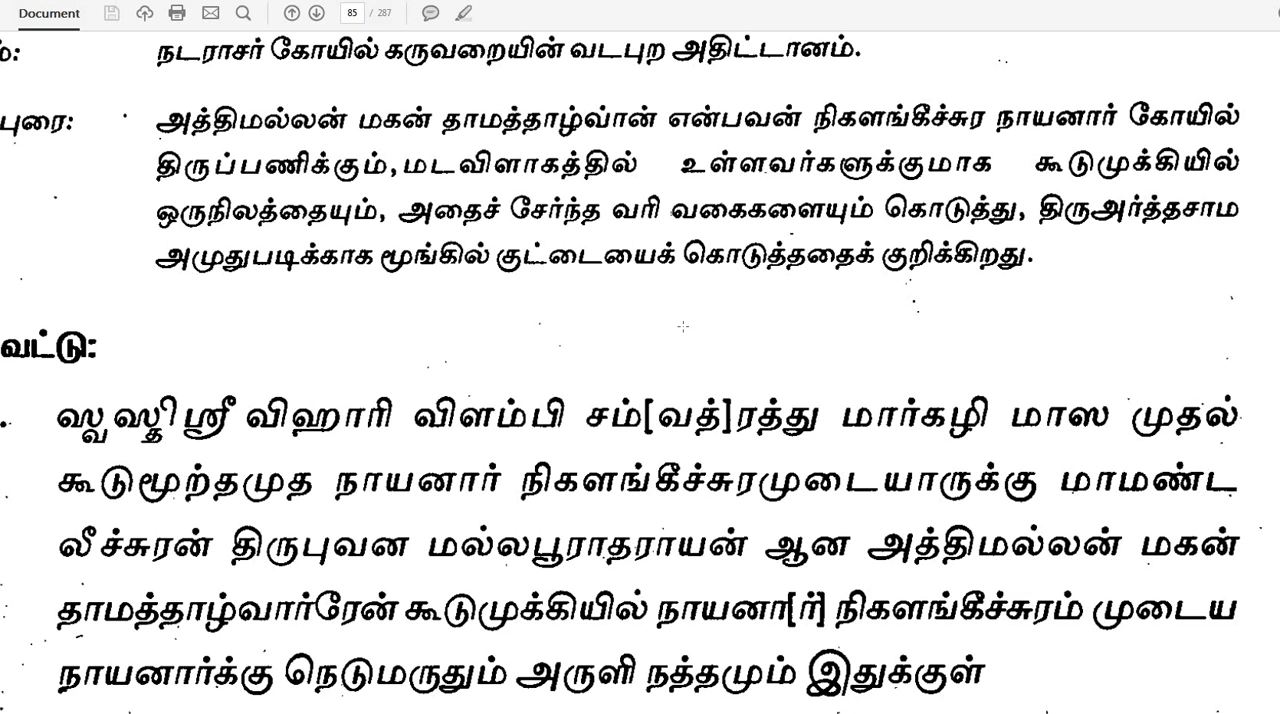 Document 85 / 287
ம்: நடராசர் கோயில் கருவறையின் வடபுற அதிட்டானம்.
புரை: அத்திமல்லன் மகன் தாமத்தாழ்வான் என்பவன் நிகளங்கீச்சுர நாயனார் கோயில்
திருப்பணிக்கும்,மடவிளாகத்தில் உள்ளவர்களுக்குமாக கூடுமுக்கியில்
ஒருநிலத்தையும், அதைச் சேர்ந்த வரி வகைகளையும் கொடுத்து, திருஅர்த்தசாம
அமுதுபடிக்காக மூங்கில் குட்டையைக் கொடுத்ததைக் குறிக்கிறது.
வட்டு:
ஸ்வஸ்திஸ்ரீ விஹாரி விளம்பி சம்[வத்]ரத்து மார்கழி மாஸ முதல்
கூடுமூற்தமுத நாயனார் நிகளங்கீச்சுரமுடையாருக்கு மாமண்ட
லீச்சுரன் திருபுவன மல்லபூராதராயன் ஆன அத்திமல்லன் மகன்
தாமத்தாழ்வார்ரேன் கூடுமுக்கியில் நாயனா[ர்] நிகளங்கீச்சுரம் முடைய
நாயனார்க்கு நெடுமருதும் அருளி நத்தமும் இதுக்குள்